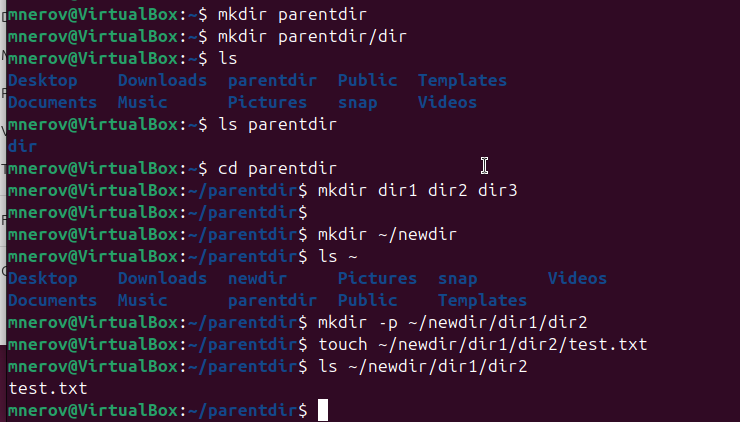 mnerov@VirtualBox:~$ mkdir parentdir
mnerov@VirtualBox:~$ mkdir parentdir/dir
mnerov@VirtualBox:~$ ls
Desktop    Downloads  parentdir  Public  Templates
Documents  Music      Pictures   snap    Videos
mnerov@VirtualBox:~$ ls parentdir
dir
mnerov@VirtualBox:~$ cd parentdir
mnerov@VirtualBox:~/parentdir$ mkdir dir1 dir2 dir3
mnerov@VirtualBox:~/parentdir$
mnerov@VirtualBox:~/parentdir$ mkdir ~/newdir
mnerov@VirtualBox:~/parentdir$ ls ~
Desktop    Downloads  newdir     Pictures  snap       Videos
Documents  Music      parentdir  Public    Templates
mnerov@VirtualBox:~/parentdir$ mkdir -p ~/newdir/dir1/dir2
mnerov@VirtualBox:~/parentdir$ touch ~/newdir/dir1/dir2/test.txt
mnerov@VirtualBox:~/parentdir$ ls ~/newdir/dir1/dir2
test.txt
mnerov@VirtualBox:~/parentdir$